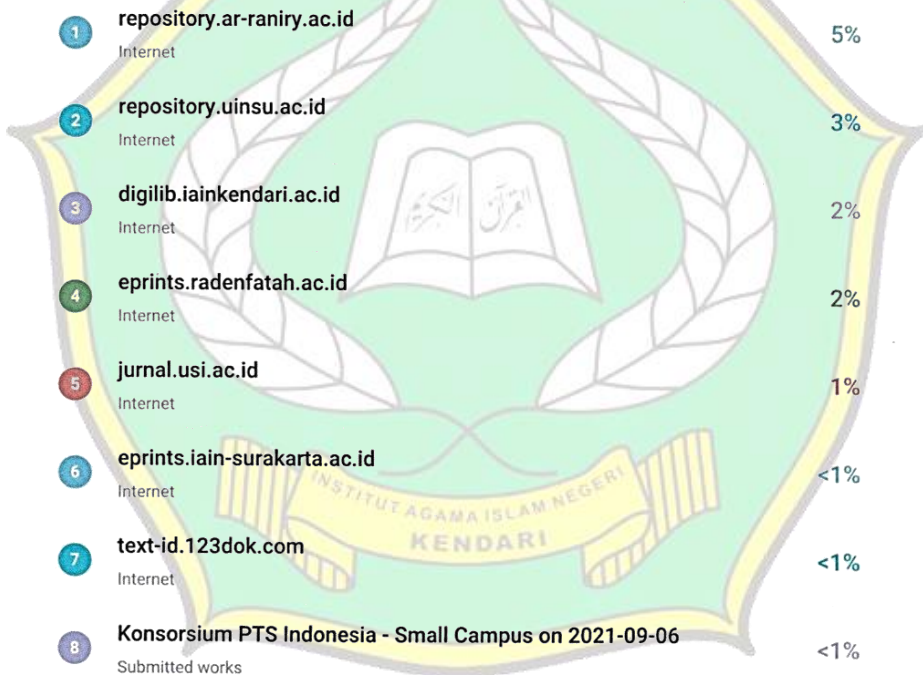 1
repository.ar-raniry.ac.id
Internet
5%
2
repository.uinsu.ac.id
Internet
3%
3
digilib.iainkendari.ac.id
Internet
2%
4
eprints.radenfatah.ac.id
Internet
2%
القرآن الكريم
5
jurnal.usi.ac.id
Internet
1%
6
eprints.iain-surakarta.ac.id
Internet
<1%
INSTITUT AGAMA ISLAM NEGERI
KENDARI
7
text-id.123dok.com
Internet
<1%
8
Konsorsium PTS Indonesia - Small Campus on 2021-09-06
Submitted works
<1%